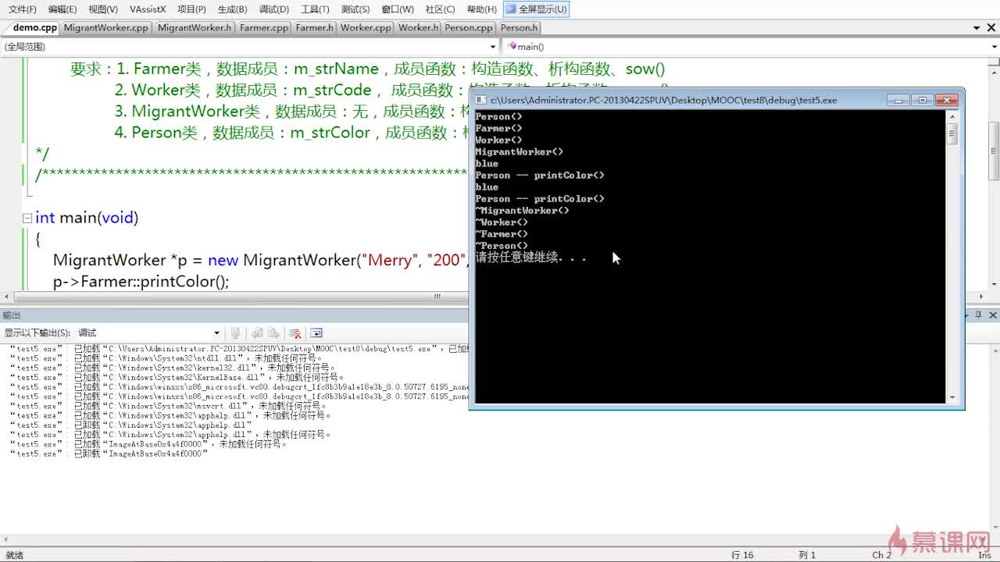 文件(F) 编辑(E) 视图(V) VAssistX 项目(P) 生成(B) 调试(D) 工具(T) 测试(S) 窗口(W) 社区(C) 帮助(H) 全屏显示(U)
demo.cpp MigrantWorker.cpp MigrantWorker.h Farmer.cpp Farmer.h Worker.cpp Worker.h Person.cpp Person.h
(全局范围) main()
要求:1. Farmer类,数据成员:m_strName,成员函数:构造函数、析构函数、sow()
2. Worker类,数据成员:m_strCode,成员函数:
3. MigrantWorker类,数据成员:无,成员函数:
4. Person类,数据成员:m_strColor,成员函数:
*/
/**********************************************************
int main(void)
{
MigrantWorker *p = new MigrantWorker("Merry", "200",
p->Farmer::printColor();
c:\Users\Administrator.PC-20130422SPUV\Desktop\MOOC\test8\debug\test5.exe
Person()
Farmer()
Worker()
MigrantWorker()
blue
Person -- printColor()
blue
Person -- printColor()
~MigrantWorker()
~Worker()
~Farmer()
~Person()
请按任意键继续. . .
输出
显示以下输出(S): 调试
“test5.exe”: 已加载“C:\Users\Administrator.PC-20130422SPUV\Desktop\MOOC\test8\debug\test5.exe”,已加载
“test5.exe”: 已加载“C:\Windows\System32\ntdll.dll”,未加载任何符号。
“test5.exe”: 已加载“C:\Windows\System32\kernel32.dll”,未加载任何符号。
“test5.exe”: 已加载“C:\Windows\System32\KernelBase.dll”,未加载任何符号。
“test5.exe”: 已加载“C:\Windows\winsxs\x86_microsoft.vc80.debugcrt_1fc8b3b9a1e18e3b_8.0.50727.6195_none
“test5.exe”: 已加载“C:\Windows\winsxs\x86_microsoft.vc80.debugcrt_1fc8b3b9a1e18e3b_8.0.50727.6195_none
“test5.exe”: 已加载“C:\Windows\System32\msvcrt.dll”,未加载任何符号。
“test5.exe”: 已加载“C:\Windows\System32\apphelp.dll”,未加载任何符号。
“test5.exe”: 已卸载“C:\Windows\System32\apphelp.dll”
“test5.exe”: 已加载“C:\Windows\System32\apphelp.dll”,未加载任何符号。
“test5.exe”: 已加载“ImageAtBase0x4a4f0000”,未加载任何符号。
“test5.exe”: 已卸载“ImageAtBase0x4a4f0000”
慕课网
就绪 行 16 列 1 Ch 2 Ins